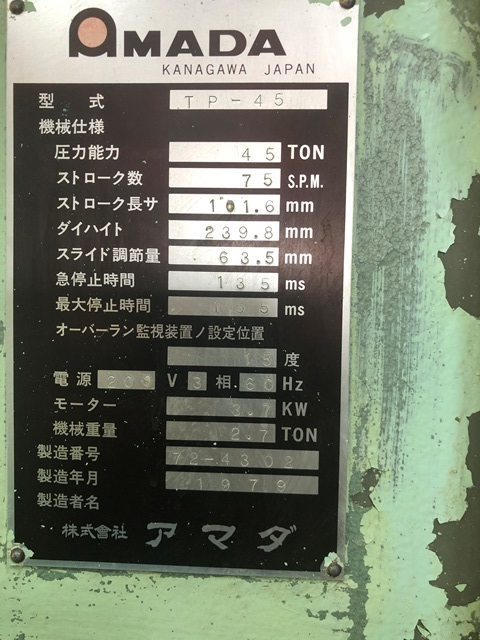 AMADA
KANAGAWA JAPAN
型式 TP-45
機械仕様
圧力能力 45 TON
ストローク数 75 S.P.M.
ストローク長サ 101.6 mm
ダイハイト 239.8 mm
スライド調節量 63.5 mm
急停止時間 135 ms
最大停止時間 ms
オーバーラン監視装置ノ設定位置
15 度
電源 200 V 3 相 60 Hz
モーター 3.7 KW
機械重量 2.7 TON
製造番号 72-4302
製造年月 1979
製造者名
株式會社 アマダ